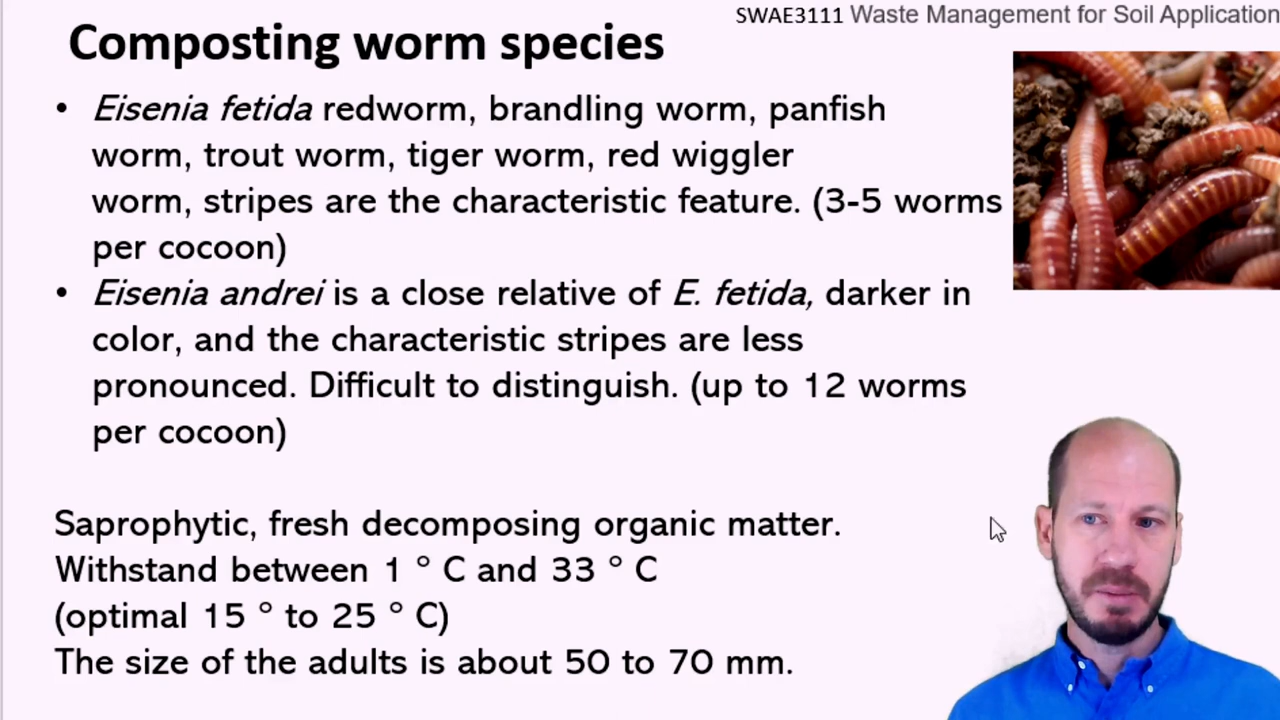 SWAE3111 Waste Management for Soil Application
Composting worm species
• Eisenia fetida redworm, brandling worm, panfish
worm, trout worm, tiger worm, red wiggler
worm, stripes are the characteristic feature. (3-5 worms
per cocoon)
• Eisenia andrei is a close relative of E. fetida, darker in
color, and the characteristic stripes are less
pronounced. Difficult to distinguish. (up to 12 worms
per cocoon)
Saprophytic, fresh decomposing organic matter.
Withstand between 1 ° C and 33 ° C
(optimal 15 ° to 25 ° C)
The size of the adults is about 50 to 70 mm.